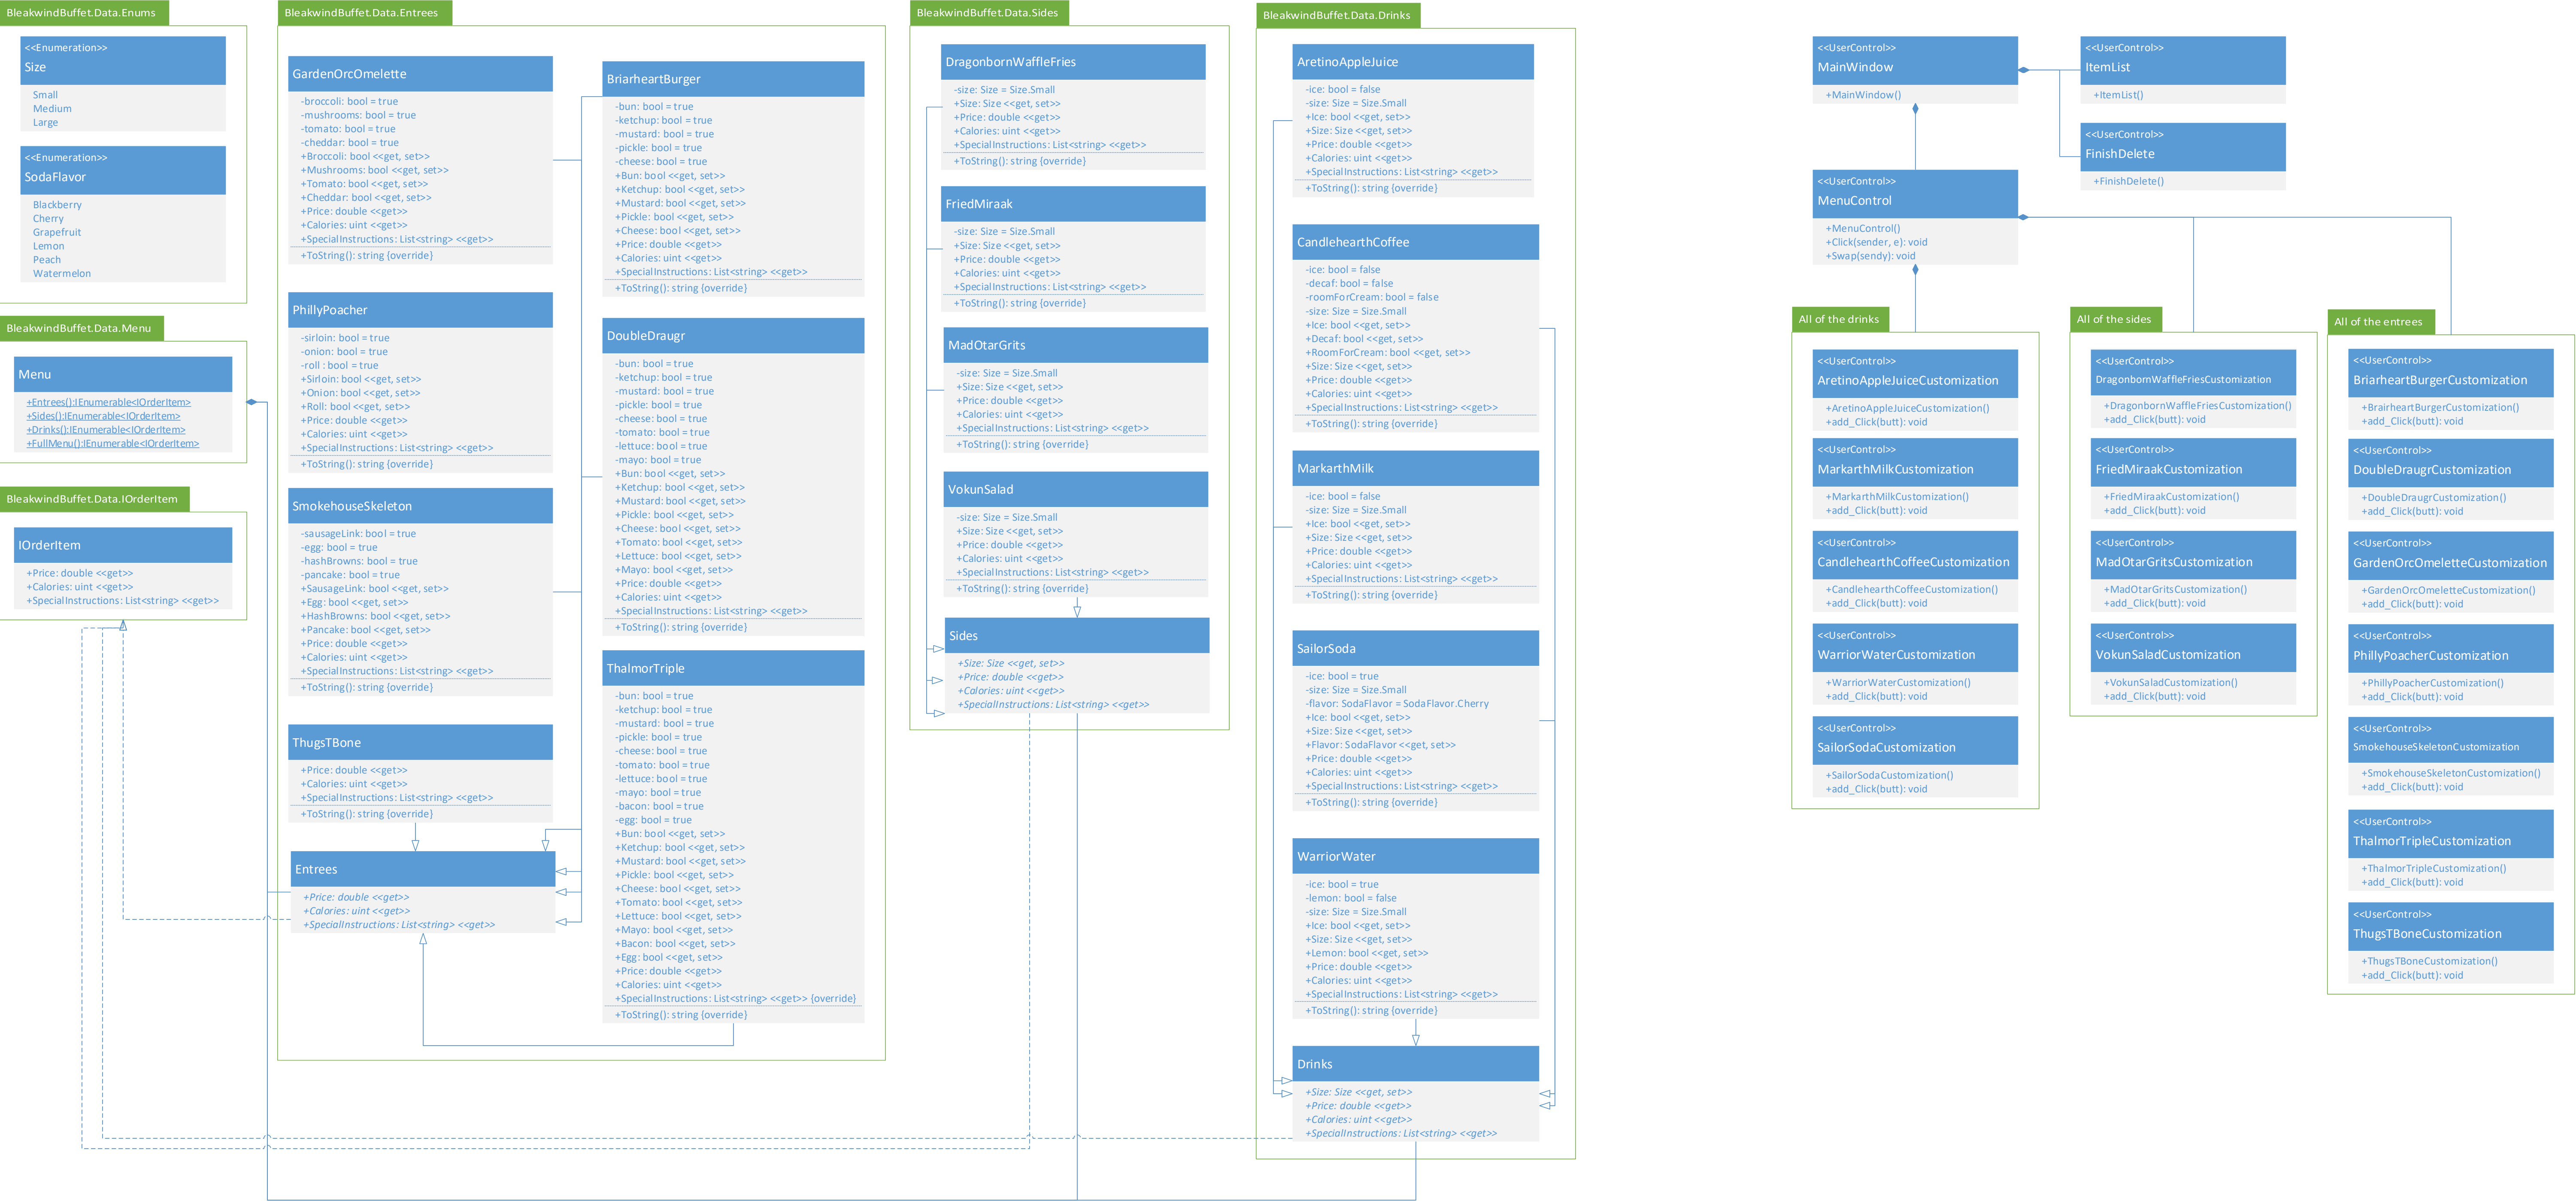 BleakwindBuffet.Data.Enums
<<Enumeration>>
Size
Small
Medium
Large
<<Enumeration>>
SodaFlavor
Blackberry
Cherry
Grapefruit
Lemon
Peach
Watermelon
BleakwindBuffet.Data.Menu
Menu
+Entrees():IEnumerable<IOrderItem>
+Sides():IEnumerable<IOrderItem>
+Drinks():IEnumerable<IOrderItem>
+FullMenu():IEnumerable<IOrderItem>
BleakwindBuffet.Data.IOrderItem
IOrderItem
+Price: double <<get>>
+Calories: uint <<get>>
+SpecialInstructions: List<string> <<get>>
BleakwindBuffet.Data.Entrees
GardenOrcOmelette
-broccoli: bool = true
-mushrooms: bool = true
-tomato: bool = true
-cheddar: bool = true
+Broccoli: bool <<get, set>>
+Mushrooms: bool <<get, set>>
+Tomato: bool <<get, set>>
+Cheddar: bool <<get, set>>
+Price: double <<get>>
+Calories: uint <<get>>
+SpecialInstructions: List<string> <<get>>
+ToString(): string {override}
PhillyPoacher
-sirloin: bool = true
-onion: bool = true
-roll : bool = true
+Sirloin: bool <<get, set>>
+Onion: bool <<get, set>>
+Roll: bool <<get, set>>
+Price: double <<get>>
+Calories: uint <<get>>
+SpecialInstructions: List<string> <<get>>
+ToString(): string {override}
SmokehouseSkeleton
-sausageLink: bool = true
-egg: bool = true
-hashBrowns: bool = true
-pancake: bool = true
+SausageLink: bool <<get, set>>
+Egg: bool <<get, set>>
+HashBrowns: bool <<get, set>>
+Pancake: bool <<get, set>>
+Price: double <<get>>
+Calories: uint <<get>>
+SpecialInstructions: List<string> <<get>>
+ToString(): string {override}
ThugsTBone
+Price: double <<get>>
+Calories: uint <<get>>
+SpecialInstructions: List<string> <<get>>
+ToString(): string {override}
Entrees
+Price: double <<get>>
+Calories: uint <<get>>
+SpecialInstructions: List<string> <<get>>
BriarheartBurger
-bun: bool = true
-ketchup: bool = true
-mustard: bool = true
-pickle: bool = true
-cheese: bool = true
+Bun: bool <<get, set>>
+Ketchup: bool <<get, set>>
+Mustard: bool <<get, set>>
+Pickle: bool <<get, set>>
+Cheese: bool <<get, set>>
+Price: double <<get>>
+Calories: uint <<get>>
+SpecialInstructions: List<string> <<get>>
+ToString(): string {override}
DoubleDraugr
-bun: bool = true
-ketchup: bool = true
-mustard: bool = true
-pickle: bool = true
-cheese: bool = true
-tomato: bool = true
-lettuce: bool = true
-mayo: bool = true
+Bun: bool <<get, set>>
+Ketchup: bool <<get, set>>
+Mustard: bool <<get, set>>
+Pickle: bool <<get, set>>
+Cheese: bool <<get, set>>
+Tomato: bool <<get, set>>
+Lettuce: bool <<get, set>>
+Mayo: bool <<get, set>>
+Price: double <<get>>
+Calories: uint <<get>>
+SpecialInstructions: List<string> <<get>>
+ToString(): string {override}
ThalmorTriple
-bun: bool = true
-ketchup: bool = true
-mustard: bool = true
-pickle: bool = true
-cheese: bool = true
-tomato: bool = true
-lettuce: bool = true
-mayo: bool = true
-bacon: bool = true
-egg: bool = true
+Bun: bool <<get, set>>
+Ketchup: bool <<get, set>>
+Mustard: bool <<get, set>>
+Pickle: bool <<get, set>>
+Cheese: bool <<get, set>>
+Tomato: bool <<get, set>>
+Lettuce: bool <<get, set>>
+Mayo: bool <<get, set>>
+Bacon: bool <<get, set>>
+Egg: bool <<get, set>>
+Price: double <<get>>
+Calories: uint <<get>>
+SpecialInstructions: List<string> <<get>> {override}
+ToString(): string {override}
BleakwindBuffet.Data.Sides
DragonbornWaffleFries
-size: Size = Size.Small
+Size: Size <<get, set>>
+Price: double <<get>>
+Calories: uint <<get>>
+SpecialInstructions: List<string> <<get>>
+ToString(): string {override}
FriedMiraak
-size: Size = Size.Small
+Size: Size <<get, set>>
+Price: double <<get>>
+Calories: uint <<get>>
+SpecialInstructions: List<string> <<get>>
+ToString(): string {override}
MadOtarGrits
-size: Size = Size.Small
+Size: Size <<get, set>>
+Price: double <<get>>
+Calories: uint <<get>>
+SpecialInstructions: List<string> <<get>>
+ToString(): string {override}
VokunSalad
-size: Size = Size.Small
+Size: Size <<get, set>>
+Price: double <<get>>
+Calories: uint <<get>>
+SpecialInstructions: List<string> <<get>>
+ToString(): string {override}
Sides
+Size: Size <<get, set>>
+Price: double <<get>>
+Calories: uint <<get>>
+SpecialInstructions: List<string> <<get>>
BleakwindBuffet.Data.Drinks
AretinoAppleJuice
-ice: bool = false
-size: Size = Size.Small
+Ice: bool <<get, set>>
+Size: Size <<get, set>>
+Price: double <<get>>
+Calories: uint <<get>>
+SpecialInstructions: List<string> <<get>>
+ToString(): string {override}
CandlehearthCoffee
-ice: bool = false
-decaf: bool = false
-roomForCream: bool = false
-size: Size = Size.Small
+Ice: bool <<get, set>>
+Decaf: bool <<get, set>>
+RoomForCream: bool <<get, set>>
+Size: Size <<get, set>>
+Price: double <<get>>
+Calories: uint <<get>>
+SpecialInstructions: List<string> <<get>>
+ToString(): string {override}
MarkarthMilk
-ice: bool = false
-size: Size = Size.Small
+Ice: bool <<get, set>>
+Size: Size <<get, set>>
+Price: double <<get>>
+Calories: uint <<get>>
+SpecialInstructions: List<string> <<get>>
+ToString(): string {override}
SailorSoda
-ice: bool = true
-size: Size = Size.Small
-flavor: SodaFlavor = SodaFlavor.Cherry
+Ice: bool <<get, set>>
+Size: Size <<get, set>>
+Flavor: SodaFlavor <<get, set>>
+Price: double <<get>>
+Calories: uint <<get>>
+SpecialInstructions: List<string> <<get>>
+ToString(): string {override}
WarriorWater
-ice: bool = true
-lemon: bool = false
-size: Size = Size.Small
+Ice: bool <<get, set>>
+Size: Size <<get, set>>
+Lemon: bool <<get, set>>
+Price: double <<get>>
+Calories: uint <<get>>
+SpecialInstructions: List<string> <<get>>
+ToString(): string {override}
Drinks
+Size: Size <<get, set>>
+Price: double <<get>>
+Calories: uint <<get>>
+SpecialInstructions: List<string> <<get>>
<<UserControl>>
MainWindow
+MainWindow()
<<UserControl>>
ItemList
+ItemList()
<<UserControl>>
FinishDelete
+FinishDelete()
<<UserControl>>
MenuControl
+MenuControl()
+Click(sender, e): void
+Swap(sendy): void
All of the drinks
<<UserControl>>
AretinoAppleJuiceCustomization
+AretinoAppleJuiceCustomization()
+add_Click(butt): void
<<UserControl>>
MarkarthMilkCustomization
+MarkarthMilkCustomization()
+add_Click(butt): void
<<UserControl>>
CandlehearthCoffeeCustomization
+CandlehearthCoffeeCustomization()
+add_Click(butt): void
<<UserControl>>
WarriorWaterCustomization
+WarriorWaterCustomization()
+add_Click(butt): void
<<UserControl>>
SailorSodaCustomization
+SailorSodaCustomization()
+add_Click(butt): void
All of the sides
<<UserControl>>
DragonbornWaffleFriesCustomization
+DragonbornWaffleFriesCustomization()
+add_Click(butt): void
<<UserControl>>
FriedMiraakCustomization
+FriedMiraakCustomization()
+add_Click(butt): void
<<UserControl>>
MadOtarGritsCustomization
+MadOtarGritsCustomization()
+add_Click(butt): void
<<UserControl>>
VokunSaladCustomization
+VokunSaladCustomization()
+add_Click(butt): void
All of the entrees
<<UserControl>>
BriarheartBurgerCustomization
+BrairheartBurgerCustomization()
+add_Click(butt): void
<<UserControl>>
DoubleDraugrCustomization
+DoubleDraugrCustomization()
+add_Click(butt): void
<<UserControl>>
GardenOrcOmeletteCustomization
+GardenOrcOmeletteCustomization()
+add_Click(butt): void
<<UserControl>>
PhillyPoacherCustomization
+PhillyPoacherCustomization()
+add_Click(butt): void
<<UserControl>>
SmokehouseSkeletonCustomization
+SmokehouseSkeletonCustomization()
+add_Click(butt): void
<<UserControl>>
ThalmorTripleCustomization
+ThalmorTripleCustomization()
+add_Click(butt): void
<<UserControl>>
ThugsTBoneCustomization
+ThugsTBoneCustomization()
+add_Click(butt): void